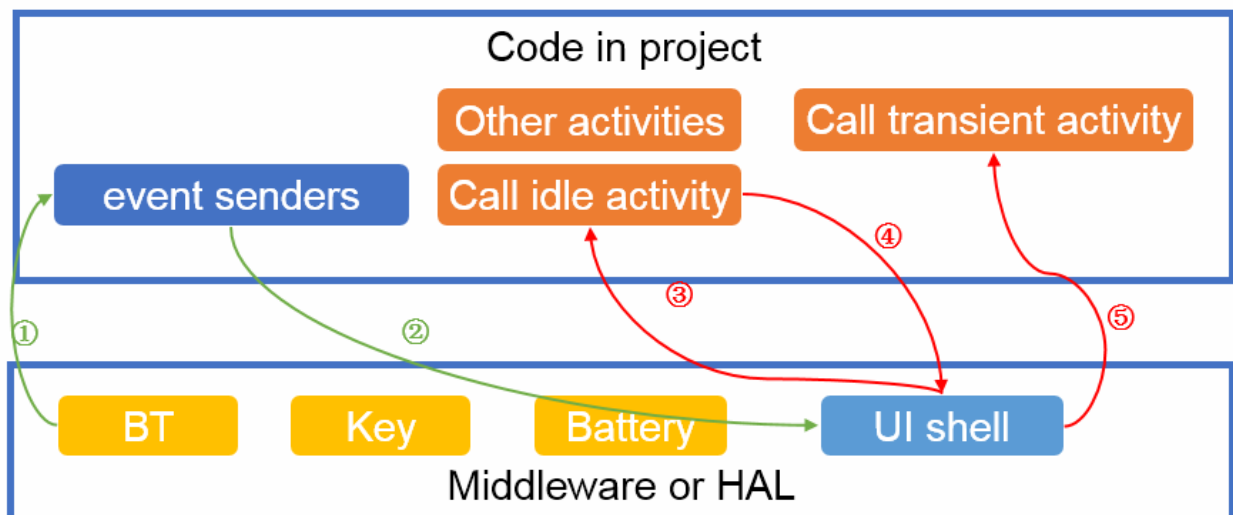 Code in project
Other activities
Call transient activity
event senders
Call idle activity
④
③
⑤
①
②
BT
Key
Battery
UI shell
Middleware or HAL